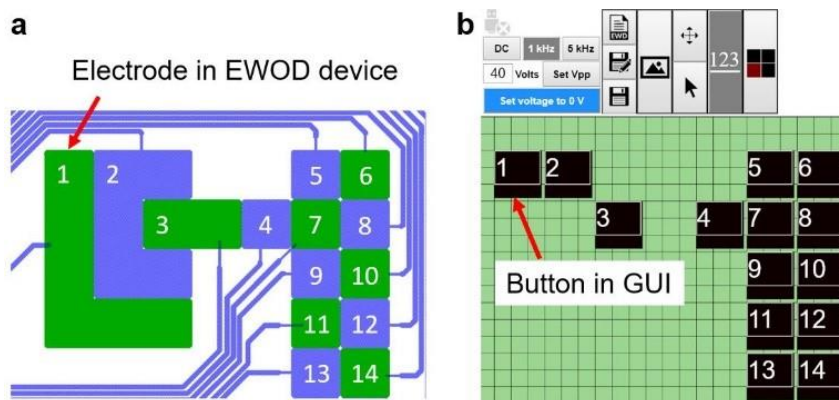 a
Electrode in EWOD device
1 2 5 6
3 4 7 8
9 10
11 12
13 14
b
EWD
DC 1 kHz 5 kHz
40 Volts Set Vpp
123
Set voltage to 0 V
1 2 5 6
3 4 7 8
9 10
Button in GUI
11 12
13 14